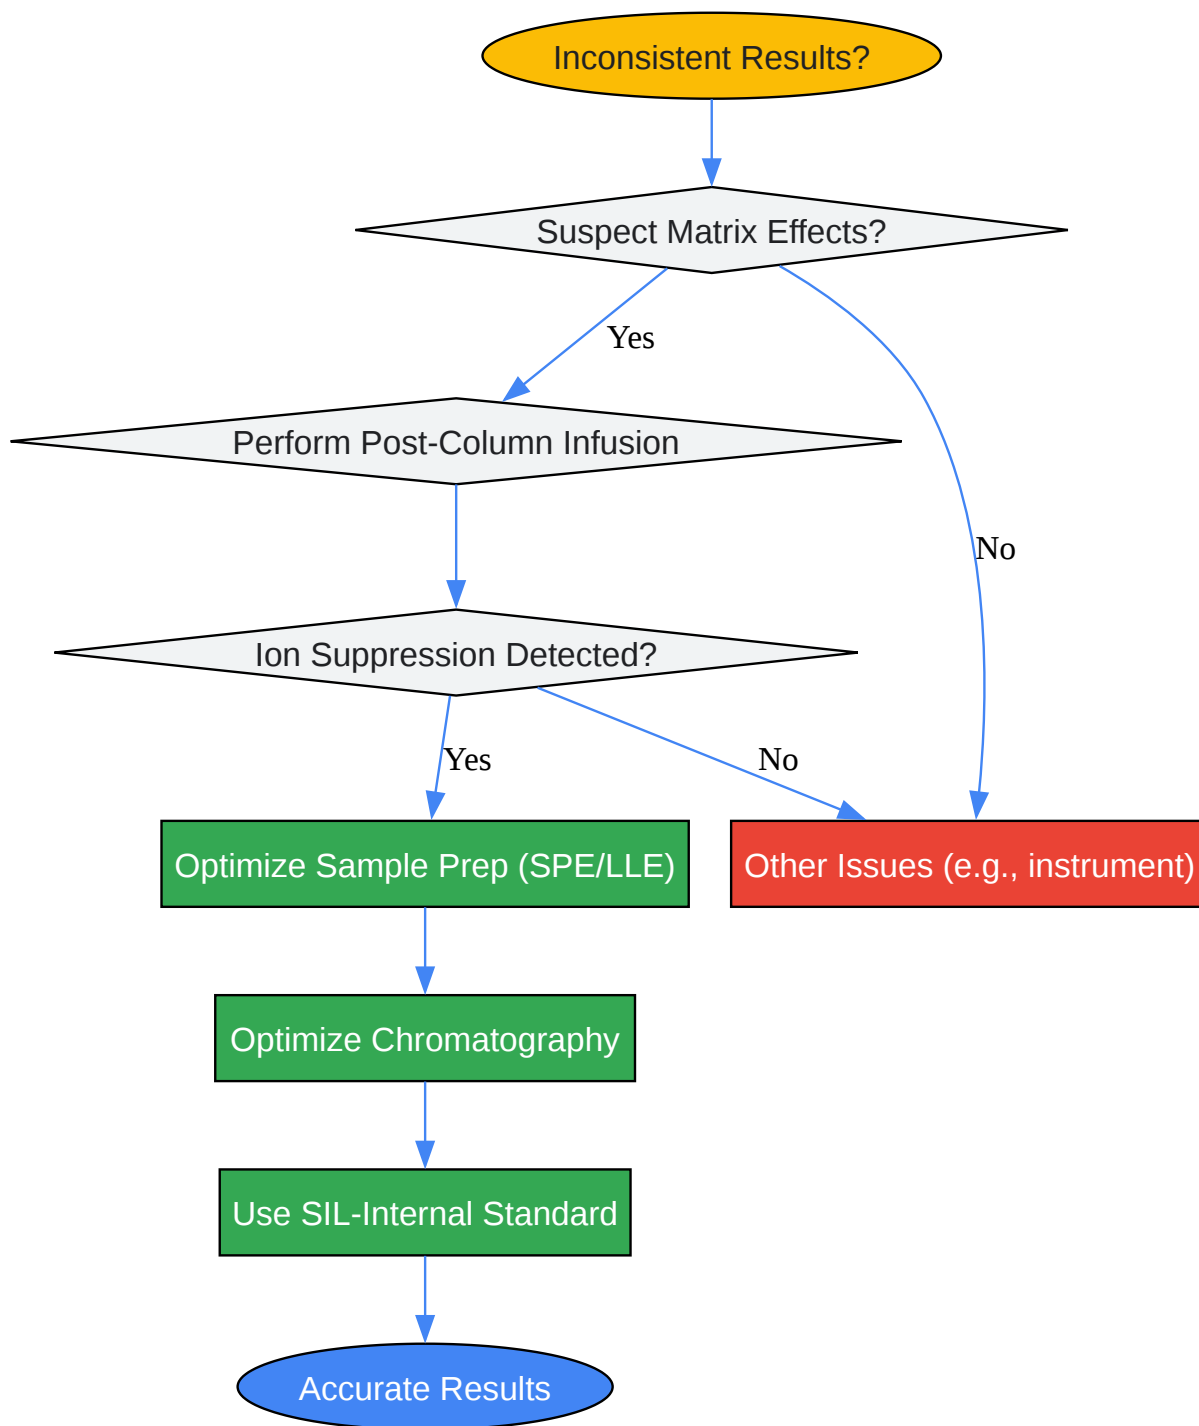 Inconsistent Results?
Suspect Matrix Effects?
Yes
Perform Post-Column Infusion
No
Ion Suppression Detected?
Yes
No
Optimize Sample Prep (SPE/LLE)
Other Issues (e.g., instrument)
Optimize Chromatography
Use SIL-Internal Standard
Accurate Results